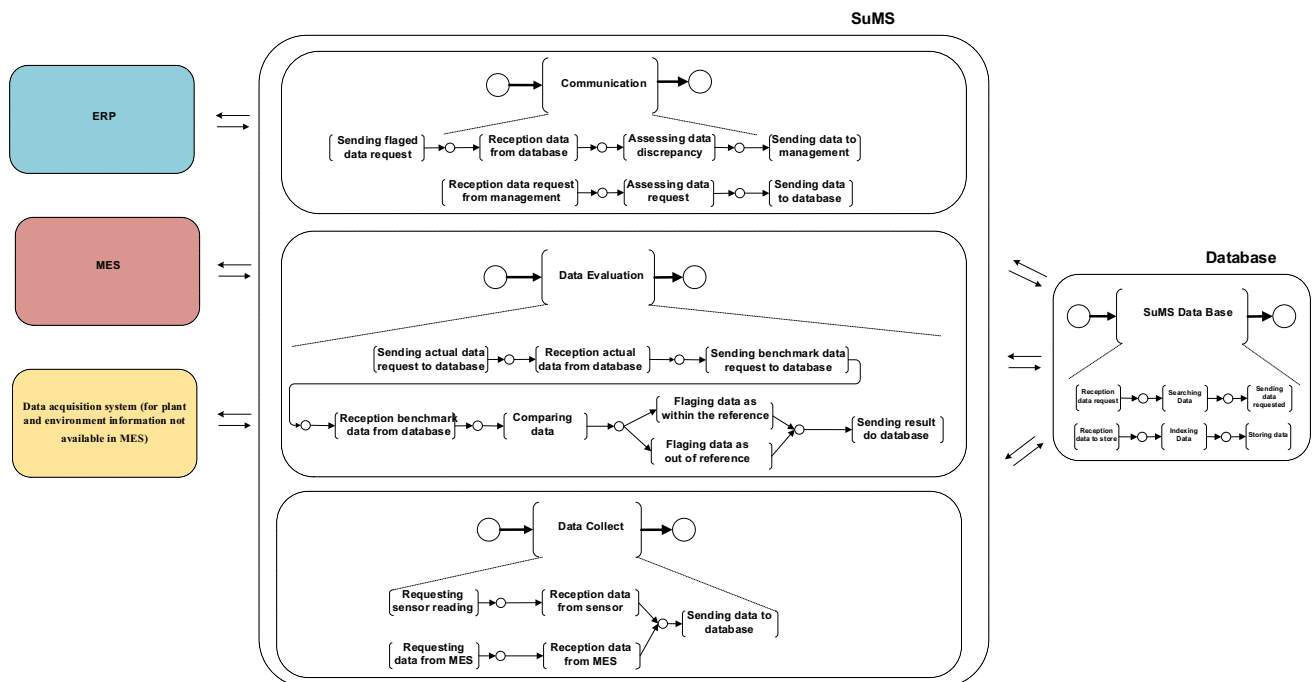 SuMS
ERP
Communication
Sending flaged
data request
Reception data
from database
Assessing data
discrepancy
Sending data to
management
Reception data request
from management
Assessing data
request
Sending data
to database
MES
Data Evaluation
Sending actual data
request to database
Reception actual
data from database
Sending benchmark data
request to database
Reception benchmark
data from database
Comparing
data
Flaging data as
within the reference
Flaging data as
out of reference
Sending result
do database
Data acquisition system (for plant
and environment information not
available in MES)
Data Collect
Requesting
sensor reading
Reception data
from sensor
Sending data to
database
Requesting
data from MES
Reception data
from MES
Database
SuMS Data Base
Reception
data request
Searching
Data
Sending
data
requested
Reception
data to store
Indexing
Data
Storing data